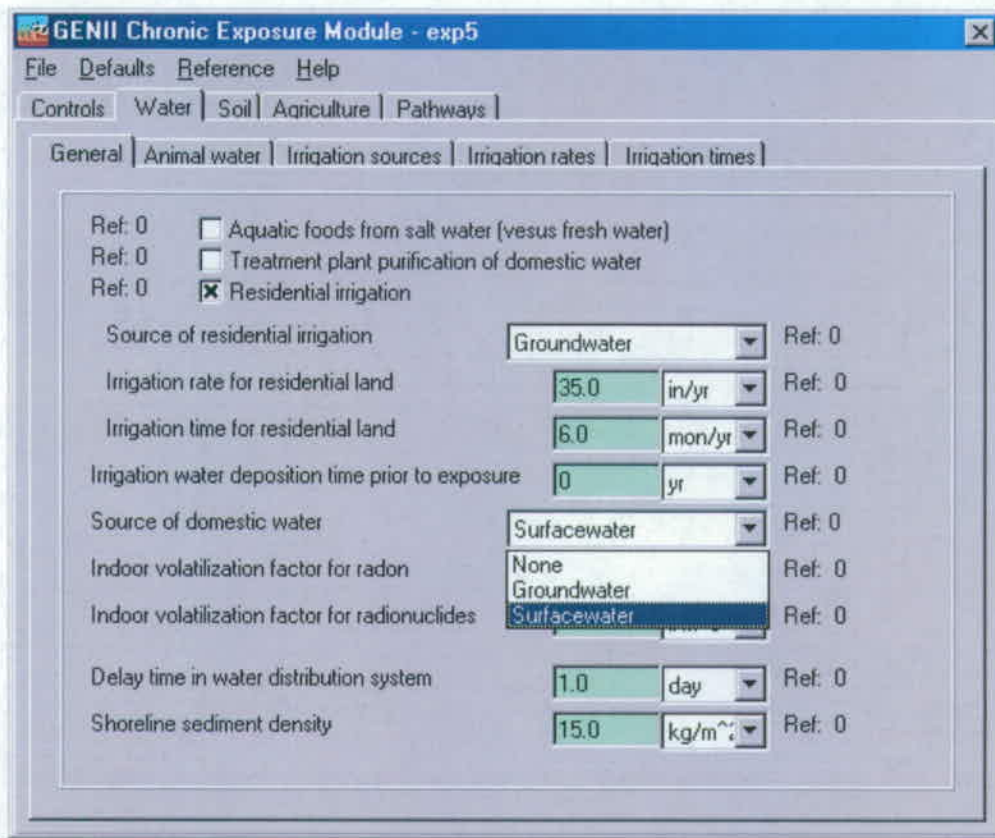 GENII Chronic Exposure Module - exp5
File Defaults Reference Help
Controls Water Soil Agriculture Pathways
General Animal water Irrigation sources Irrigation rates Irrigation times
Ref: 0 Aquatic foods from salt water (vesus fresh water)
Ref: 0 Treatment plant purification of domestic water
Ref: 0 Residential irrigation
Source of residential irrigation Groundwater Ref: 0
Irrigation rate for residential land 35.0 in/yr Ref: 0
Irrigation time for residential land 6.0 mon/yr Ref: 0
Irrigation water deposition time prior to exposure 0 yr Ref: 0
Source of domestic water Surfacewater Ref: 0
Indoor volatilization factor for radon None Ref: 0
Groundwater
Indoor volatilization factor for radionuclides Surfacewater Ref: 0
Delay time in water distribution system 1.0 day Ref: 0
Shoreline sediment density 15.0 kg/m^ Ref: 0